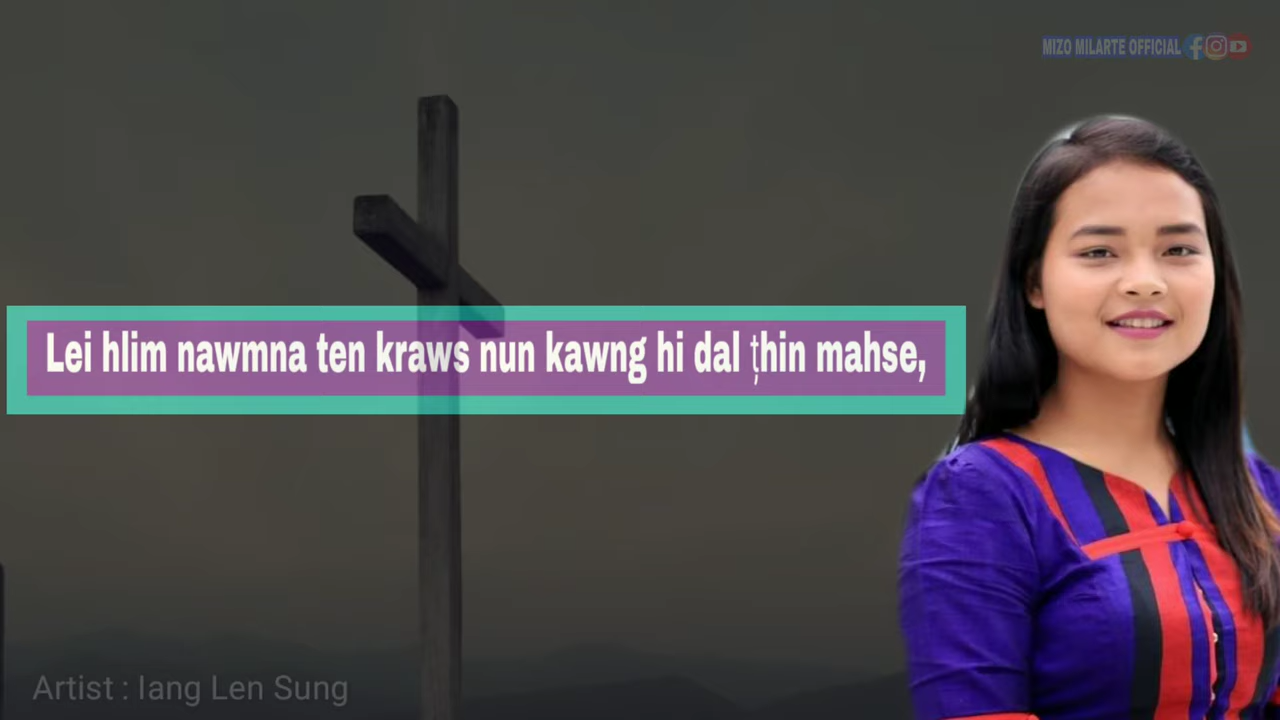 MIZO MILARTE OFFICIAL
Lei hlim nawmna ten kraws nun kawng hi dal ṭhin mahse,
Artist : Iang Len Sung